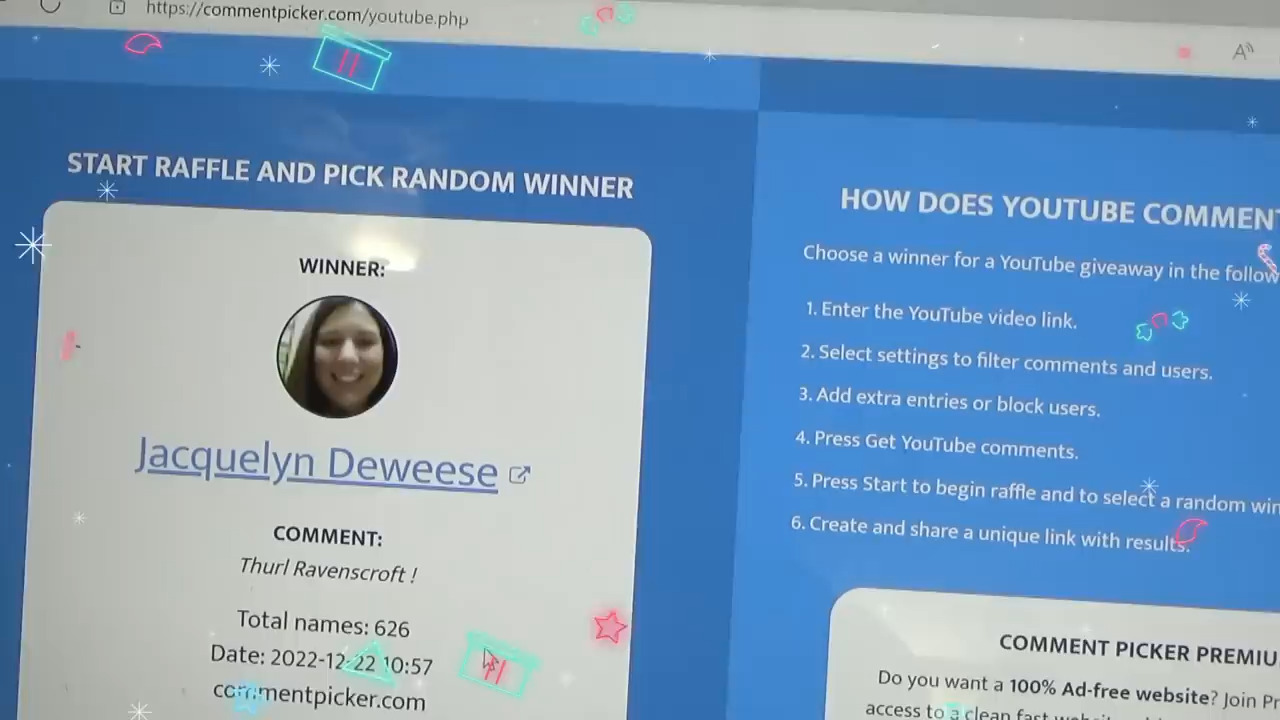 https://commentpicker.com/youtube.php
A
START RAFFLE AND PICK RANDOM WINNER
WINNER:
Jacquelyn Deweese
COMMENT:
Thurl Ravenscroft !
Total names: 626
Date: 2022-12-22 10:57
commentpicker.com
HOW DOES YOUTUBE COMMENT
Choose a winner for a YouTube giveaway in the follow
1. Enter the YouTube video link.
2. Select settings to filter comments and users.
3. Add extra entries or block users.
4. Press Get YouTube comments.
5. Press Start to begin raffle and to select a random win
6. Create and share a unique link with results.
COMMENT PICKER PREMIU
Do you want a 100% Ad-free website? Join Pr
access to a clean fast website